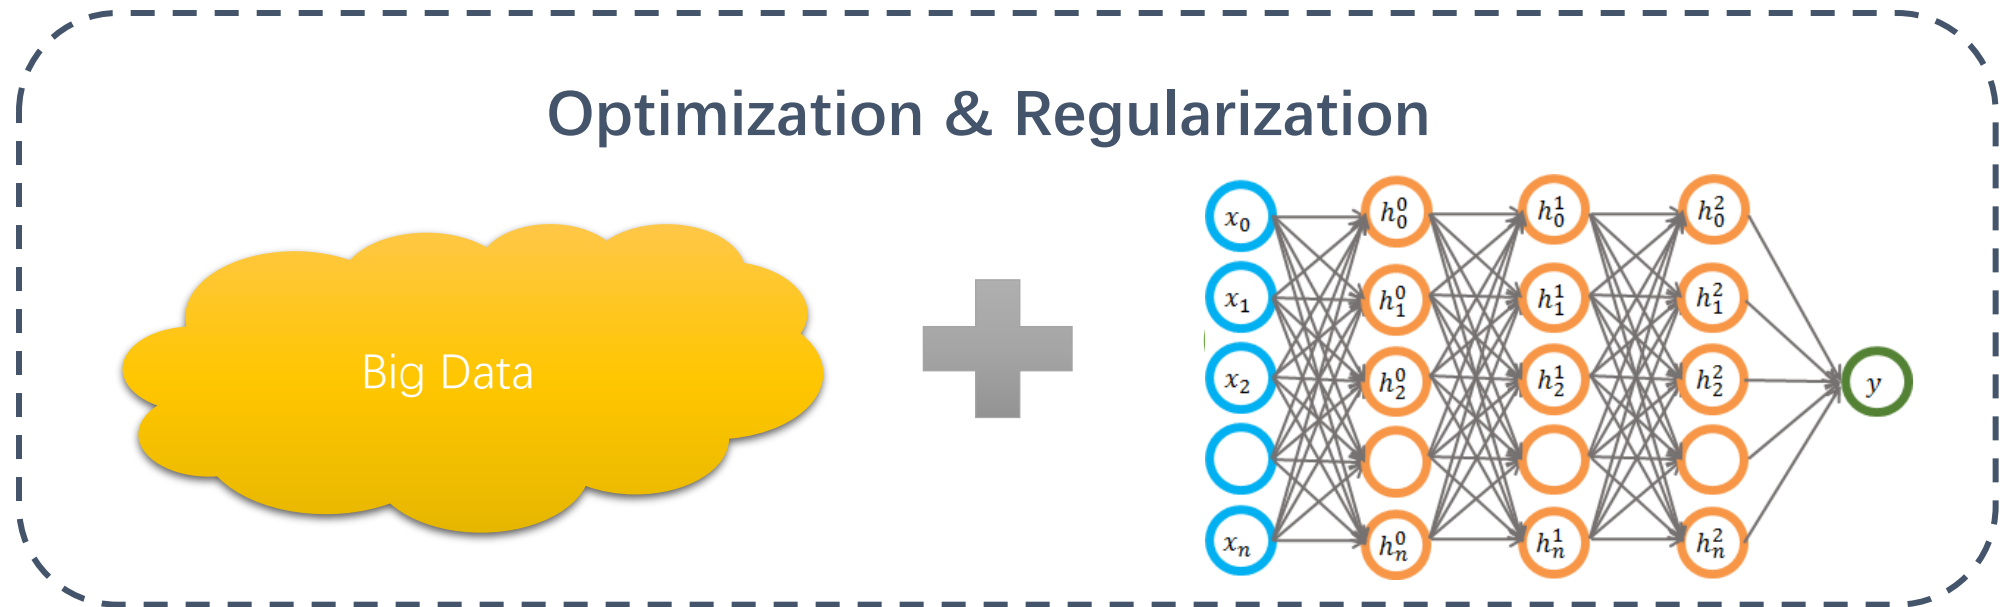 Optimization & Regularization
Big Data
x₀ h₀⁰ h₀¹ h₀²
x₁ h₁⁰ h₁¹ h₁²
x₂ h₂⁰ h₂¹ h₂²
y
xₙ hₙ⁰ hₙ¹ hₙ²